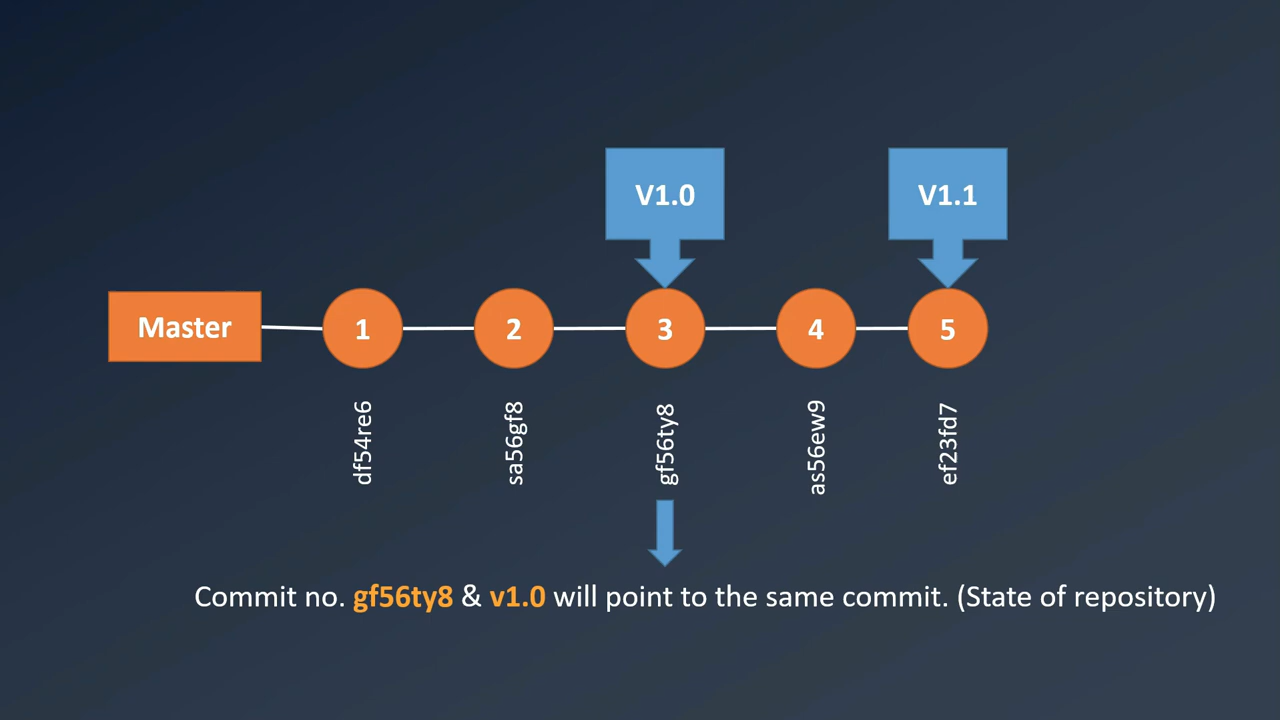 V1.0
V1.1
Master
1
2
3
4
5
df54re6
sa56gf8
gf56ty8
as56ew9
ef23fd7
Commit no. gf56ty8 & v1.0 will point to the same commit. (State of repository)